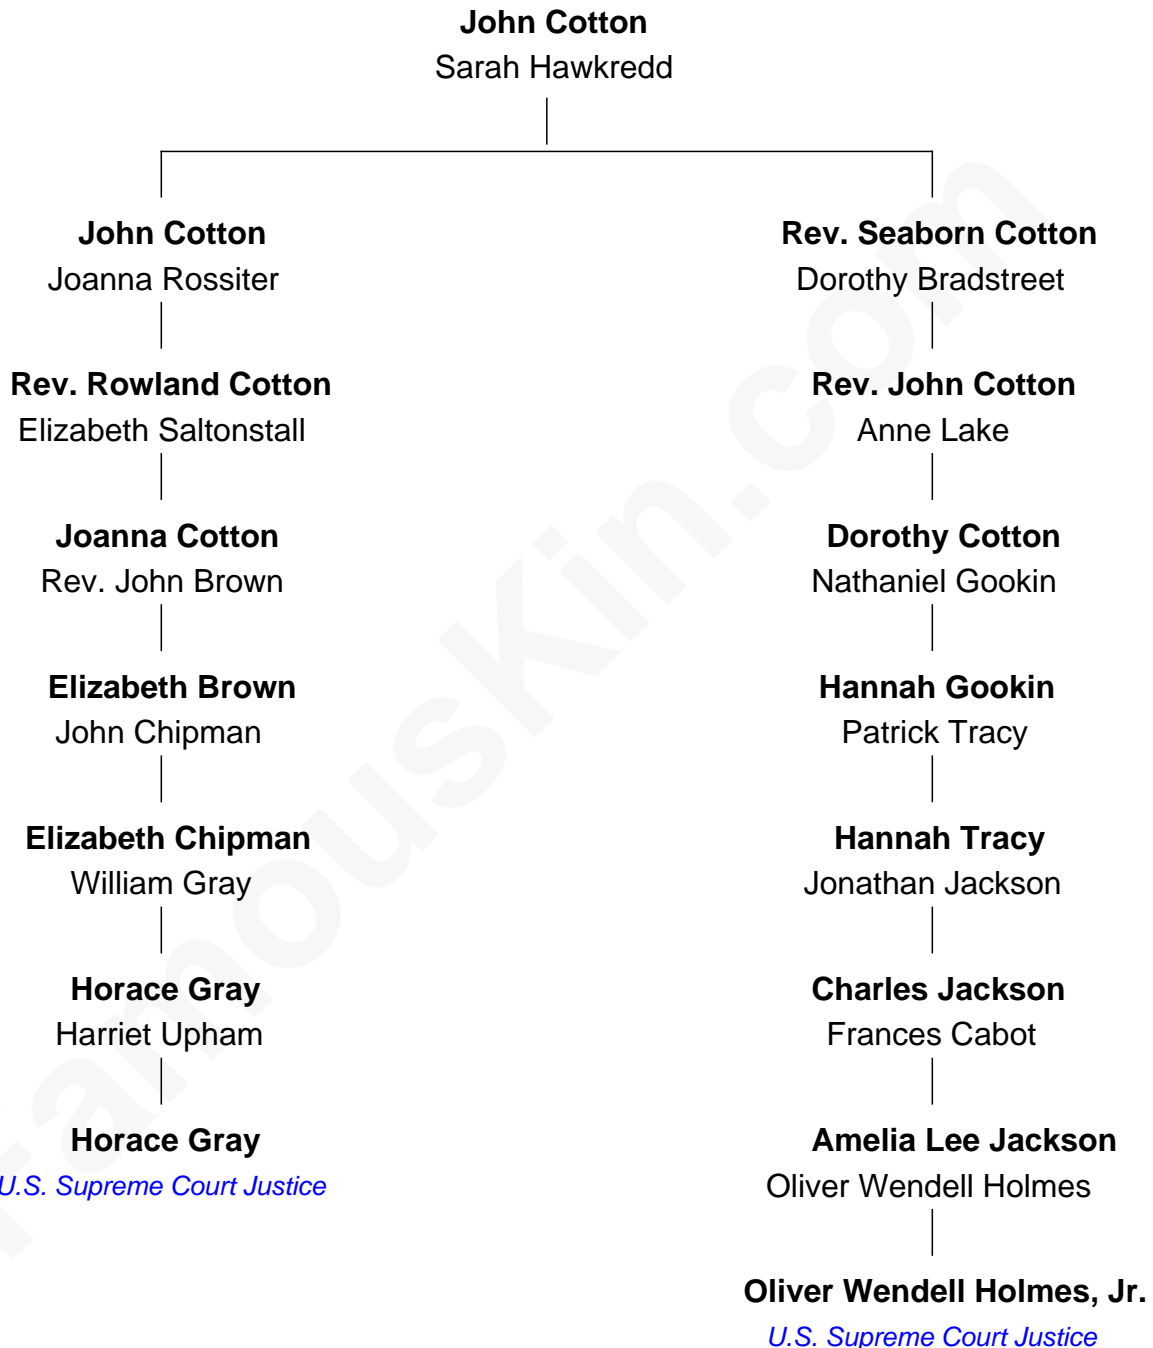 John Cotton
Sarah Hawkredd
John Cotton
Joanna Rossiter
Rev. Rowland Cotton
Elizabeth Saltonstall
Joanna Cotton
Rev. John Brown
Elizabeth Brown
John Chipman
Elizabeth Chipman
William Gray
Horace Gray
Harriet Upham
Horace Gray
U.S. Supreme Court Justice
Rev. Seaborn Cotton
Dorothy Bradstreet
Rev. John Cotton
Anne Lake
Dorothy Cotton
Nathaniel Gookin
Hannah Gookin
Patrick Tracy
Hannah Tracy
Jonathan Jackson
Charles Jackson
Frances Cabot
Amelia Lee Jackson
Oliver Wendell Holmes
Oliver Wendell Holmes, Jr.
U.S. Supreme Court Justice
FamousKin.com